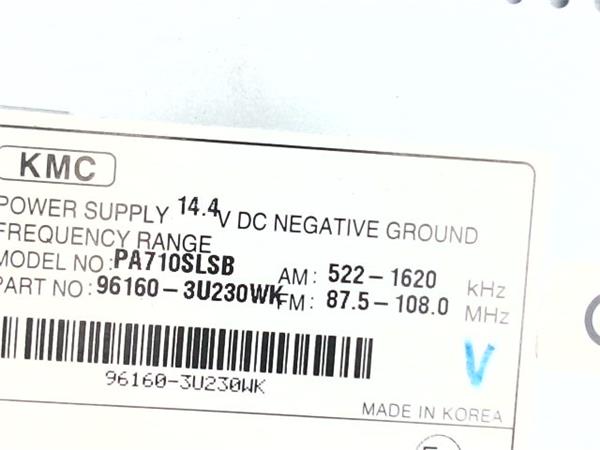 KMC
POWER SUPPLY 14.4V DC NEGATIVE GROUND
FREQUENCY RANGE
MODEL NO: PA710SLSB AM: 522-1620 kHz
PART NO: 96160-3U230WK FM: 87.5-108.0 MHz
96160-3U230WK
V
MADE IN KOREA